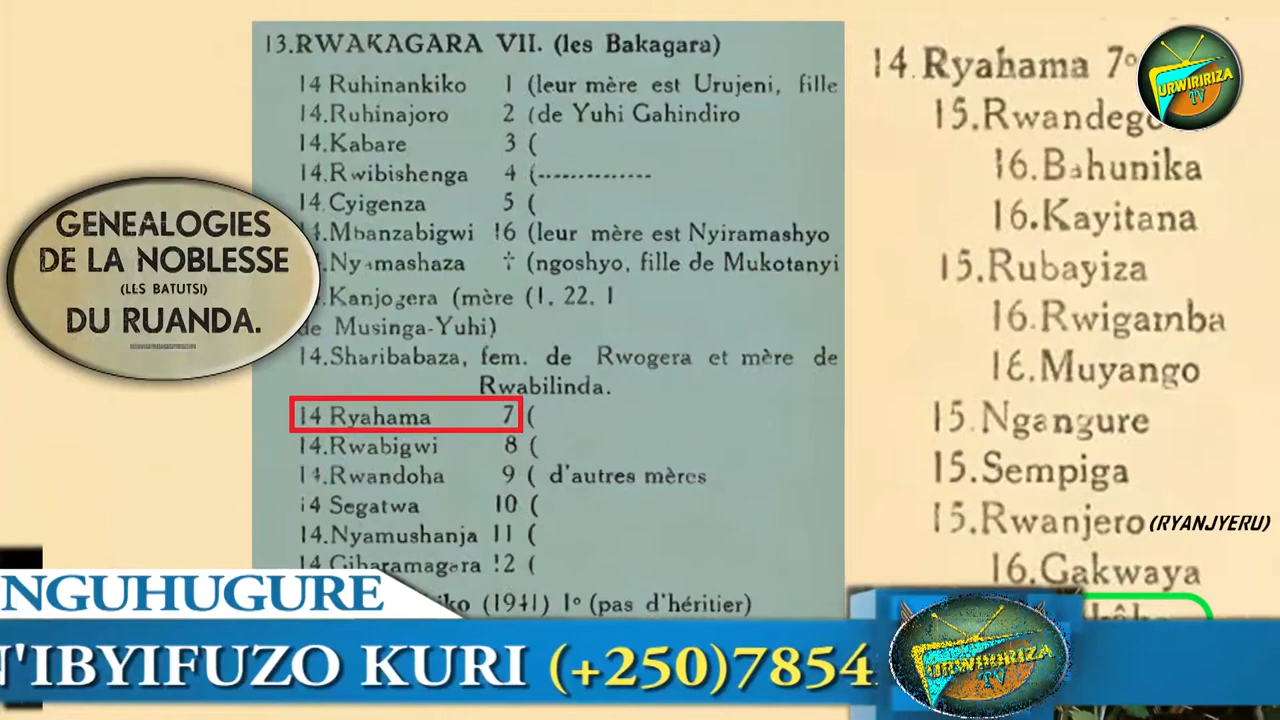 13.RWAKAGARA VII. (les Bakagara)
14 Ruhinankiko 1 (leur mère est Urujeni, fille
14.Ruhinajoro 2 (de Yuhi Gahindiro
14.Kabare 3 (
14.Rwibishenga 4 (-------------
14.Cyigenza 5 (
14.Mbanzabigwi !6 (leur mère est Nyiramashyo
.Nyamashaza † (ngoshyo, fille de Mukotanyi
.Kanjogera (mère (1. 22. 1
de Musinga-Yuhi)
14.Sharibabaza, fem. de Rwogera et mère de
Rwabilinda.
14 Ryahama 7 (
14.Rwabigwi 8 (
14.Rwandoha 9 ( d'autres mères
14 Segatwa 10 (
14.Nyamushanja 11 (
14.Giharamagara !2 (
iko (1941) 1º (pas d'héritier)
GENEALOGIES
DE LA NOBLESSE
(LES BATUTSI)
DU RUANDA.
14.Ryahama 7º
15.Rwandego
16.Bahunika
16.Kayitana
15.Rubayiza
16.Rwigamba
16.Muyango
15.Ngangure
15.Sempiga
15.Rwanjero (RYANJYERU)
16.Gakwaya
URWIRIRIZA
TV
NGUHUGURE
N'IBYIFUZO KURI (+250)7854
URWIRIRIZA
TV